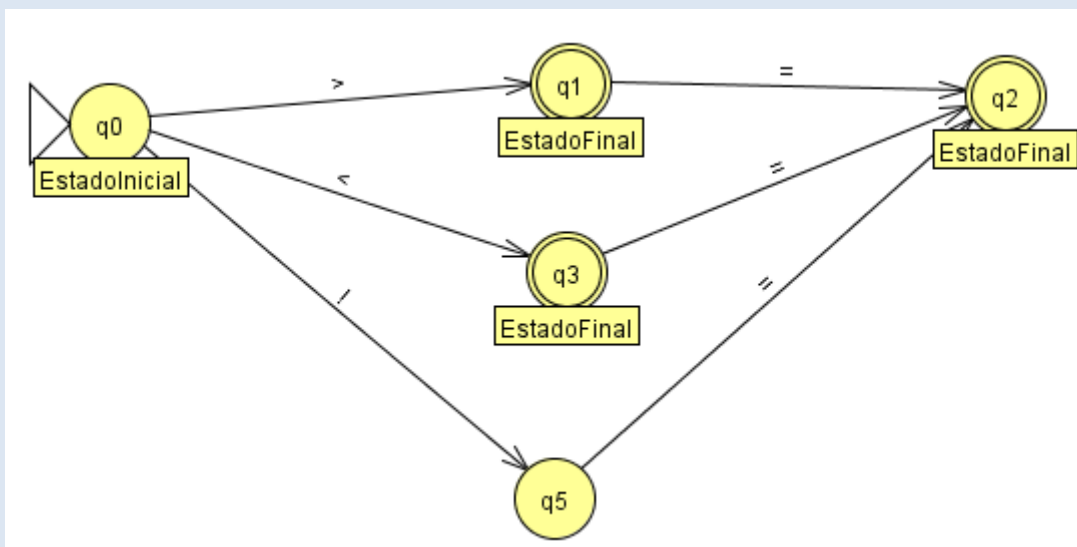 >
q1
EstadoFinal
=
q2
EstadoFinal
q0
EstadoInicial
<
q3
EstadoFinal
=
!
=
q5